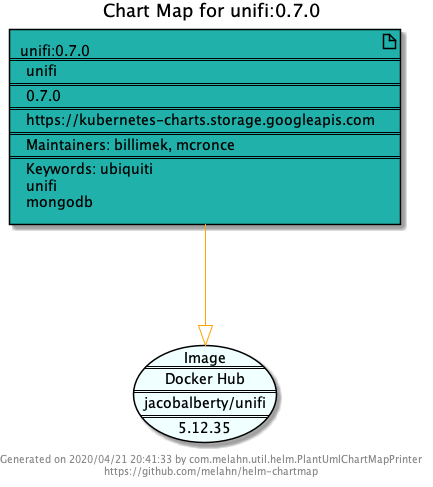 Chart Map for unifi:0.7.0
unifi:0.7.0
unifi
0.7.0
https://kubernetes-charts.storage.googleapis.com
Maintainers: billimek, mcronce
Keywords: ubiquiti
unifi
mongodb
Image
Docker Hub
jacobalberty/unifi
5.12.35
Generated on 2020/04/21 20:41:33 by com.melahn.util.helm.PlantUmlChartMapPrinter
https://github.com/melahn/helm-chartmap